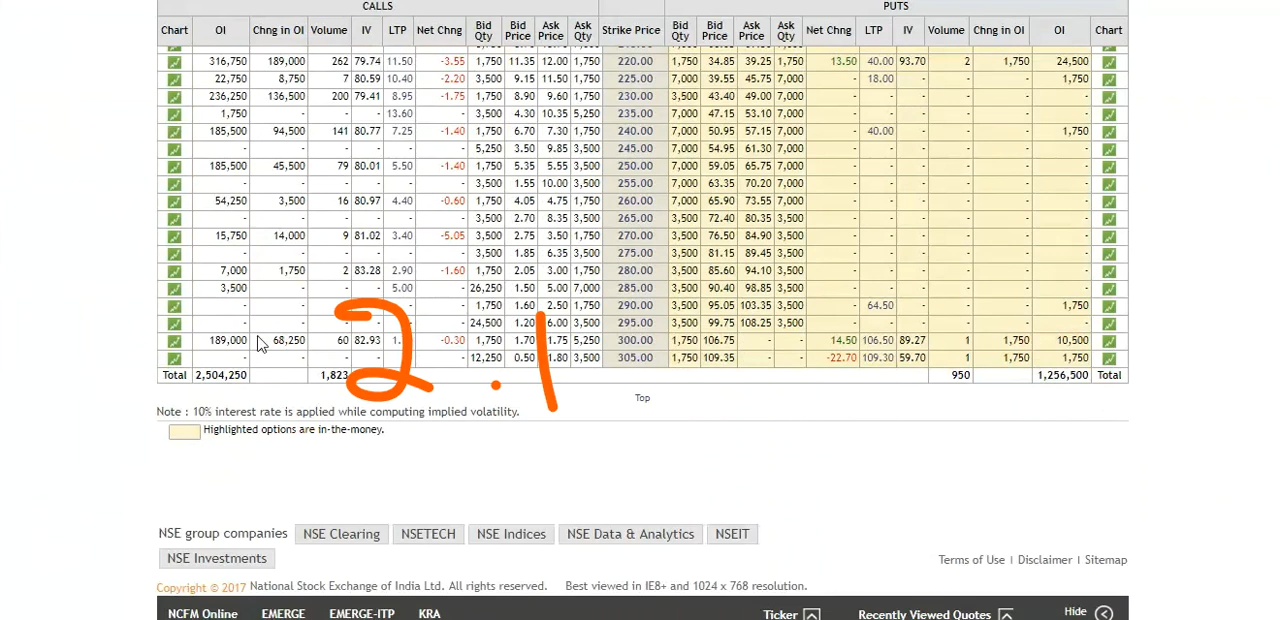 CALLS PUTS
Chart OI Chng in OI Volume IV LTP Net Chng Bid Qty Bid Price Ask Price Ask Qty Strike Price Bid Qty Bid Price Ask Price Ask Qty Net Chng LTP IV Volume Chng in OI OI Chart
316,750 189,000 262 79.74 11.50 -3.55 1,750 11.35 12.00 1,750 220.00 1,750 34.85 39.25 1,750 13.50 40.00 93.70 2 1,750 24,500
22,750 8,750 7 80.59 10.40 -2.20 3,500 9.15 11.50 1,750 225.00 7,000 39.55 45.75 7,000 - 18.00 - - - 1,750
236,250 136,500 200 79.41 8.95 -1.75 1,750 8.90 9.60 1,750 230.00 3,500 43.40 49.00 7,000 - - - - - -
1,750 - - - 13.60 - 3,500 4.30 10.35 5,250 235.00 7,000 47.15 53.10 7,000 - - - - - -
185,500 94,500 141 80.77 7.25 -1.40 1,750 6.70 7.30 1,750 240.00 7,000 50.95 57.15 7,000 - 40.00 - - - 1,750
- - - - - - 5,250 3.50 9.85 3,500 245.00 7,000 54.95 61.30 7,000 - - - - - -
185,500 45,500 79 80.01 5.50 -1.40 1,750 5.35 5.55 3,500 250.00 7,000 59.05 65.75 7,000 - - - - - -
- - - - - - 3,500 1.55 10.00 3,500 255.00 7,000 63.35 70.20 7,000 - - - - - -
54,250 3,500 16 80.97 4.40 -0.60 1,750 4.05 4.75 3,500 260.00 7,000 65.90 73.55 7,000 - - - - - -
- - - - - - 3,500 2.70 8.35 3,500 265.00 3,500 72.40 80.35 3,500 - - - - - -
15,750 14,000 9 81.02 3.40 -5.05 3,500 2.75 3.50 1,750 270.00 3,500 76.50 84.90 3,500 - - - - - -
- - - - - - 3,500 1.85 6.35 3,500 275.00 3,500 81.15 89.45 3,500 - - - - - -
7,000 1,750 2 83.28 2.90 -1.60 1,750 2.05 3.00 1,750 280.00 3,500 85.60 94.10 3,500 - - - - - -
3,500 - - - 5.00 - 26,250 1.50 5.00 7,000 285.00 3,500 90.40 98.85 3,500 - - - - - -
- - - - - 1,750 1.60 2.50 1,750 290.00 3,500 95.05 103.35 3,500 - 64.50 - - - 1,750
- - - - - 24,500 1.20 6.00 3,500 295.00 3,500 99.75 108.25 3,500 - - - - - -
189,000 68,250 60 82.93 -0.30 1,750 1.70 1.75 5,250 300.00 1,750 106.75 - - 14.50 106.50 89.27 1 1,750 10,500
- - - - - 12,250 0.50 1.80 3,500 305.00 1,750 109.35 - - -22.70 109.30 59.70 1 1,750 1,750
Total 2,504,250 1,823 950 1,256,500 Total
2.1
Top
Note : 10% interest rate is applied while computing implied volatility.
Highlighted options are in-the-money.
NSE group companies NSE Clearing NSETECH NSE Indices NSE Data & Analytics NSEIT
NSE Investments
Terms of Use | Disclaimer | Sitemap
Copyright © 2017 National Stock Exchange of India Ltd. All rights reserved. Best viewed in IE8+ and 1024 x 768 resolution.
NCFM Online EMERGE EMERGE-ITP KRA Ticker Recently Viewed Quotes Hide